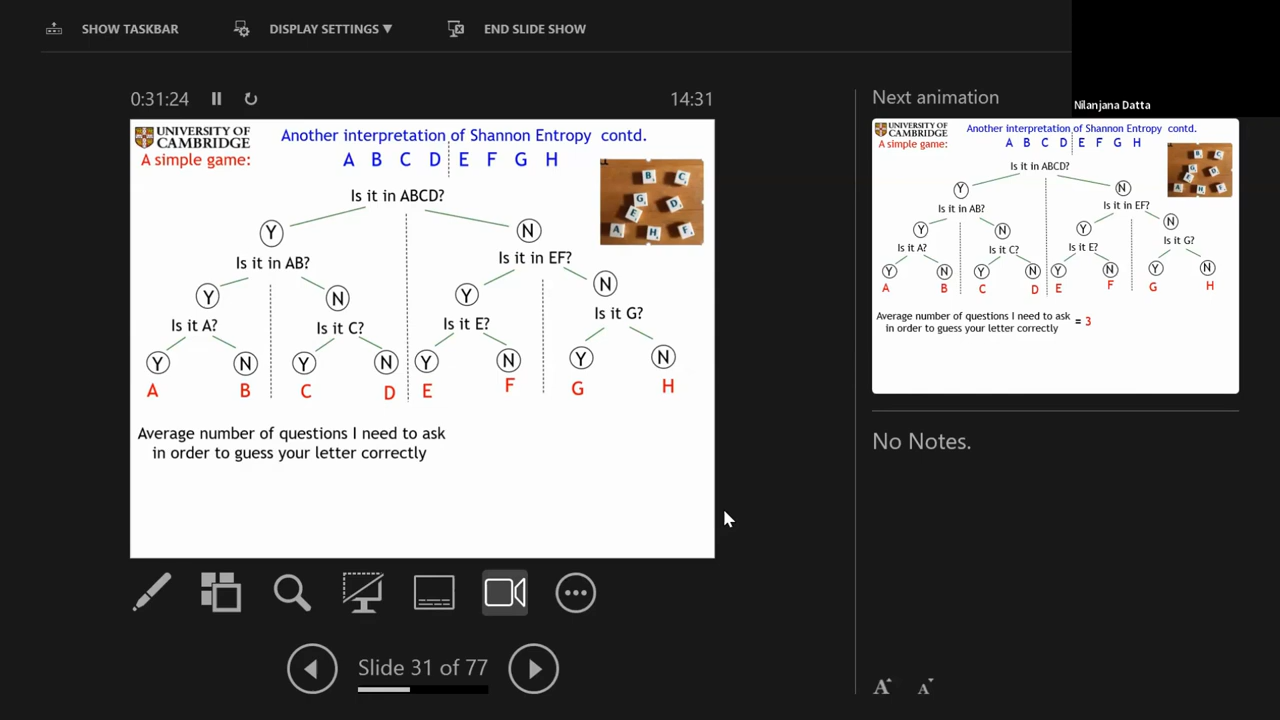 SHOW TASKBAR
DISPLAY SETTINGS ▼
END SLIDE SHOW
0:31:24
14:31
UNIVERSITY OF
CAMBRIDGE
Another interpretation of Shannon Entropy contd.
A simple game:
A B C D E F G H
B C
G D
E
A H F
Is it in ABCD?
Y N
Is it in AB? Is it in EF?
Y N Y N
Is it A? Is it C? Is it E? Is it G?
Y N Y N Y N Y N
A B C D E F G H
Average number of questions I need to ask
in order to guess your letter correctly
Slide 31 of 77
Next animation
Nilanjana Datta
UNIVERSITY OF
CAMBRIDGE
Another interpretation of Shannon Entropy contd.
A simple game:
A B C D E F G H
B C
G D
E
A H F
Is it in ABCD?
Y N
Is it in AB? Is it in EF?
Y N Y N
Is it A? Is it C? Is it E? Is it G?
Y N Y N Y N Y N
A B C D E F G H
Average number of questions I need to ask
in order to guess your letter correctly = 3
No Notes.
A A